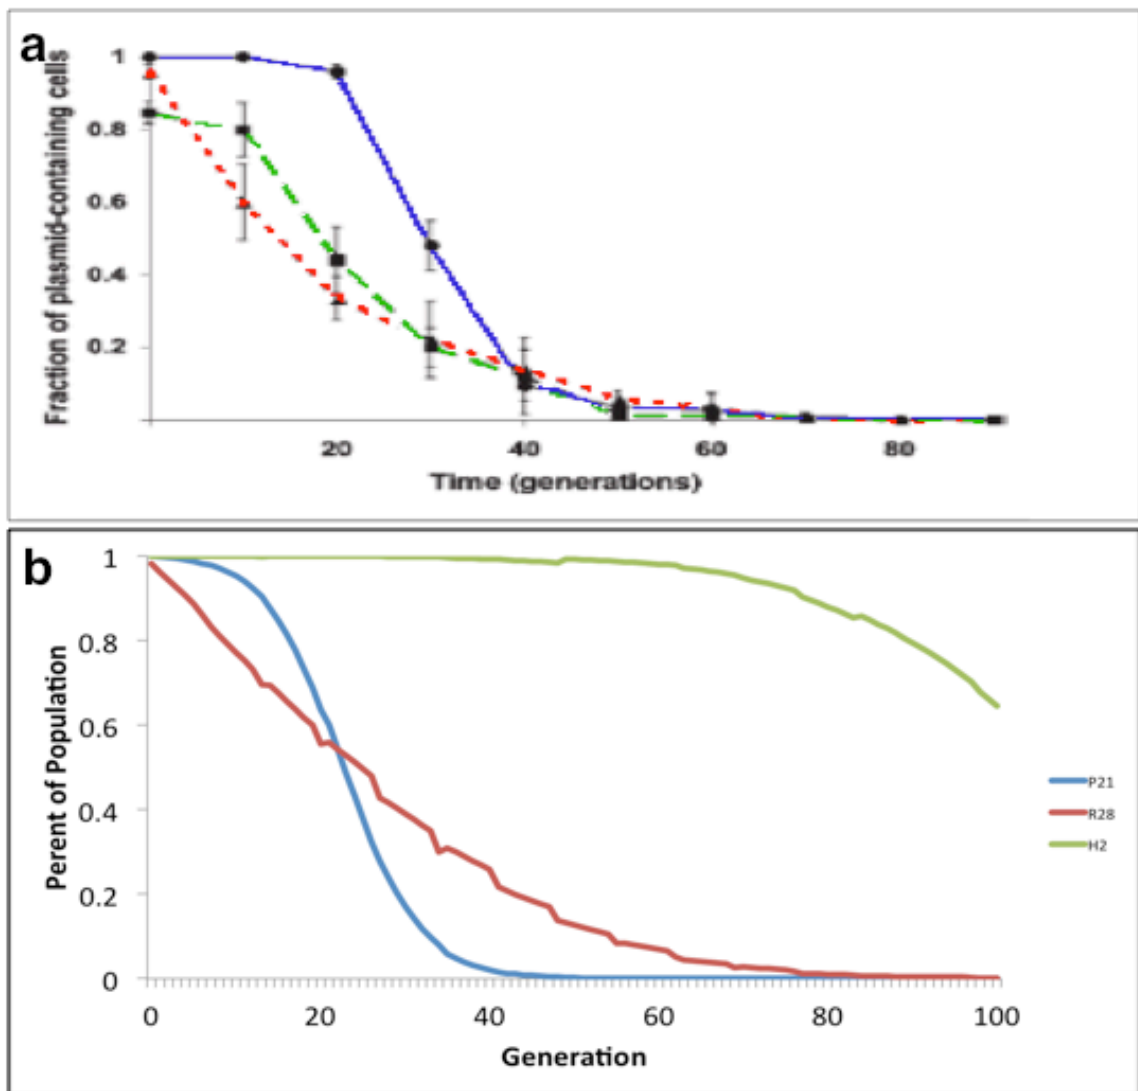 a
Fraction of plasmid-containing cells
1
0.8
0.6
0.4
0.2
20 40 60 80
Time (generations)
b
Perent of Population
1
0.8
0.6
0.4
0.2
0
0 20 40 60 80 100
Generation
P21
R28
H2